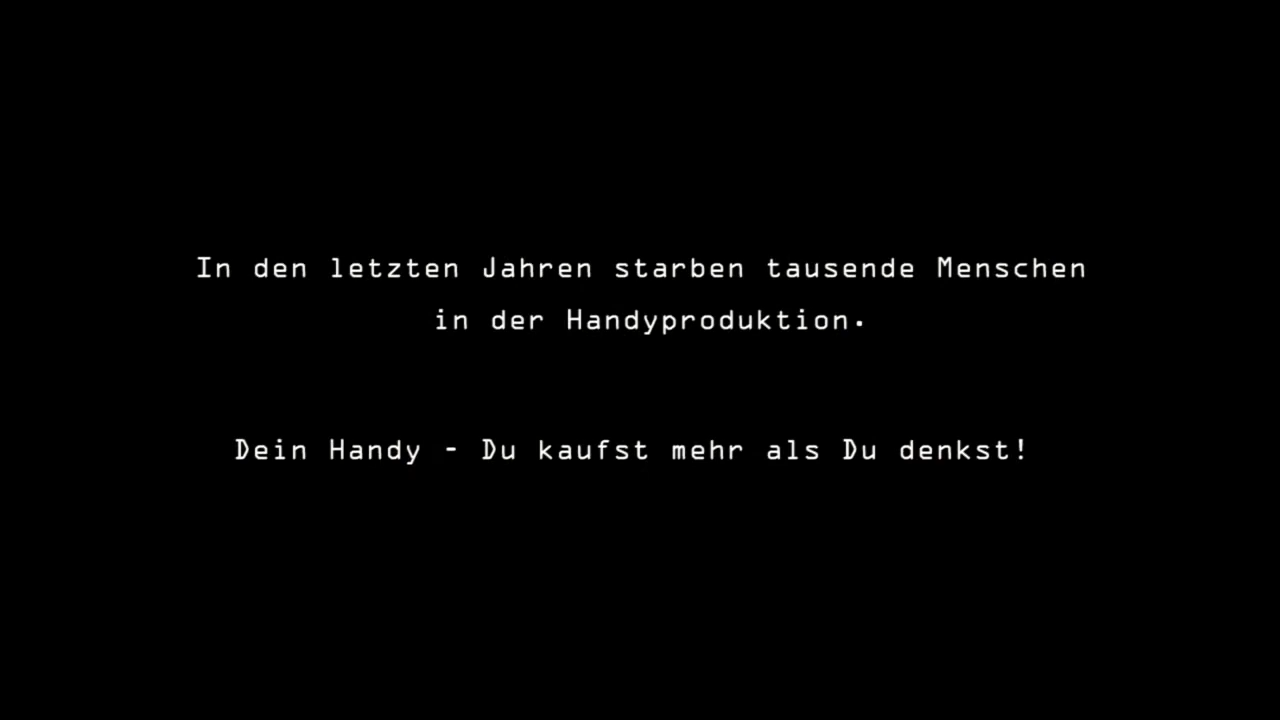 In den letzten Jahren starben tausende Menschen
in der Handyproduktion.
Dein Handy - Du kaufst mehr als Du denkst!